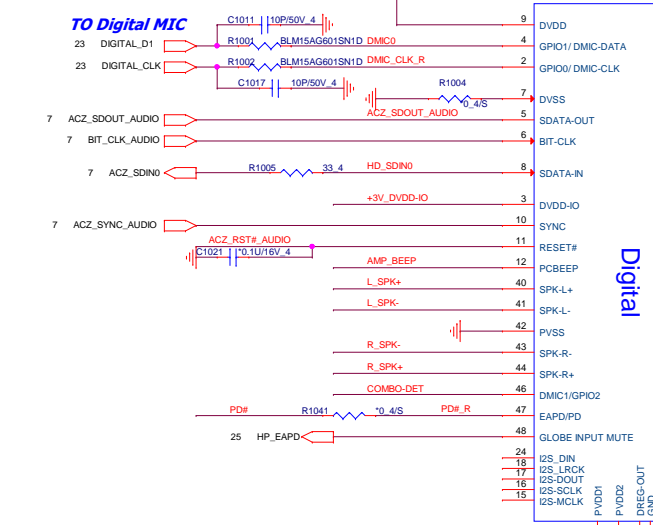 TO Digital MIC
C1011 10P/50V_4
9 DVDD
23 DIGITAL_D1 R1001 BLM15AG601SN1D DMIC0 4 GPIO1/ DMIC-DATA
23 DIGITAL_CLK R1002 BLM15AG601SN1D DMIC_CLK_R 2 GPIO0/ DMIC-CLK
C1017 10P/50V_4
R1004 *0_4/S 7 DVSS
7 ACZ_SDOUT_AUDIO ACZ_SDOUT_AUDIO 5 SDATA-OUT
7 BIT_CLK_AUDIO 6 BIT-CLK
7 ACZ_SDIN0 R1005 33_4 HD_SDIN0 8 SDATA-IN
+3V_DVDD-IO 3 DVDD-IO
7 ACZ_SYNC_AUDIO 10 SYNC
ACZ_RST#_AUDIO 11 RESET#
C1021 *0.1U/16V_4
AMP_BEEP 12 PCBEEP
L_SPK+ 40 SPK-L+
L_SPK- 41 SPK-L-
42 PVSS
R_SPK- 43 SPK-R-
R_SPK+ 44 SPK-R+
COMBO-DET 46 DMIC1/GPIO2
PD# R1041 *0_4/S PD#_R 47 EAPD/PD
25 HP_EAPD 48 GLOBE INPUT MUTE
24 I2S_DIN
18 I2S_LRCK
17 I2S-DOUT
16 I2S-SCLK
15 I2S-MCLK
Digital
PVDD1
PVDD2
DREG-OUT
GND